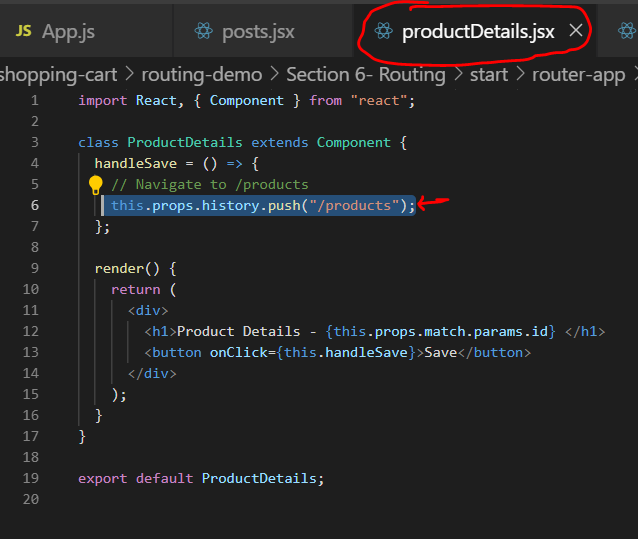 JS App.js posts.jsx productDetails.jsx ×
shopping-cart > routing-demo > Section 6- Routing > start > router-app >
1 import React, { Component } from "react";
2
3 class ProductDetails extends Component {
4 handleSave = () => {
5 // Navigate to /products
6 this.props.history.push("/products");
7 };
8
9 render() {
10 return (
11 <div>
12 <h1>Product Details - {this.props.match.params.id} </h1>
13 <button onClick={this.handleSave}>Save</button>
14 </div>
15 );
16 }
17 }
18
19 export default ProductDetails;
20